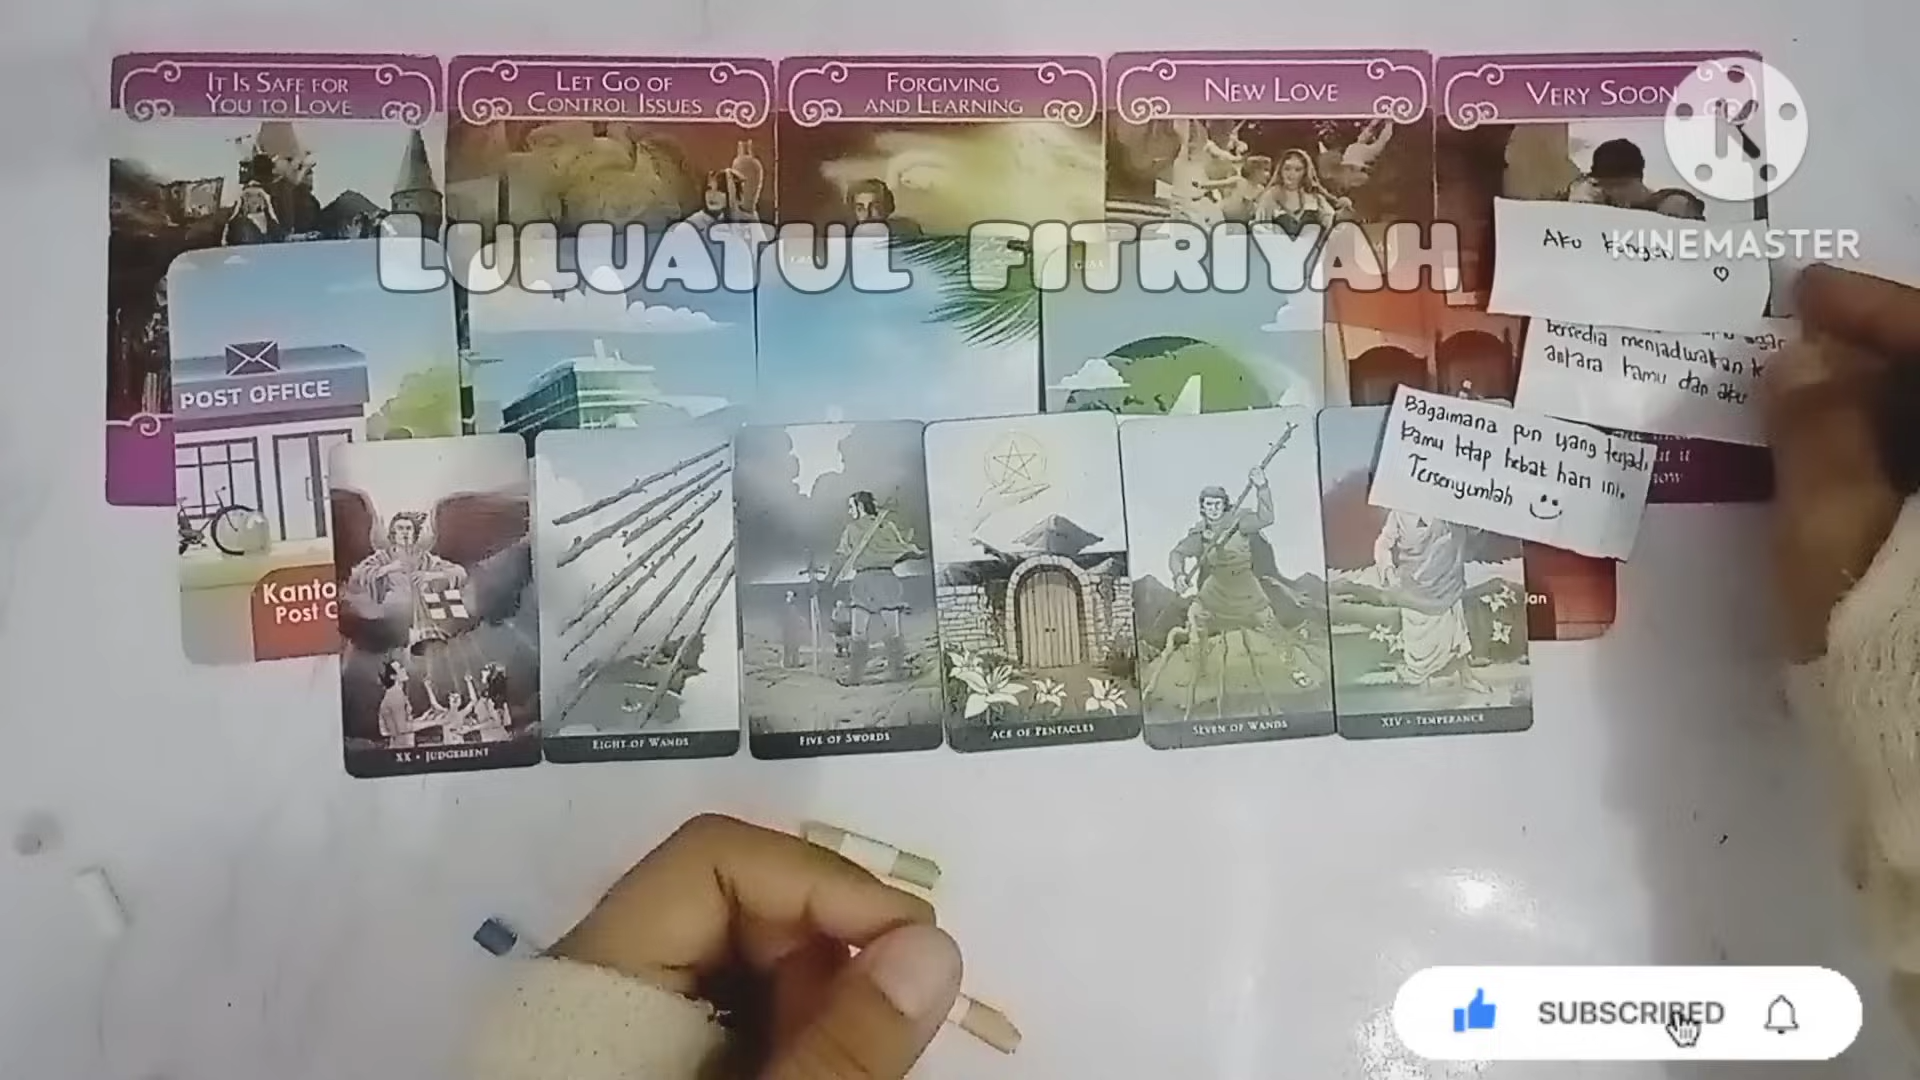 IT IS SAFE FOR
YOU TO LOVE
LET GO OF
CONTROL ISSUES
FORGIVING
AND LEARNING
NEW LOVE
VERY SOON
K
KINEMASTER
LULUATUL FITRIYAH
AKU
bersedia menjadwalkan
antara kamu dan aku
Bagaimana pun yang terjadi,
kamu tetap hebat hari ini.
Tersenyumlah
POST OFFICE
Kanto
Post
XX • JUDGEMENT
EIGHT OF WANDS
FIVE OF SWORDS
ACE OF PENTACLES
SEVEN OF WANDS
XIV • TEMPERANCE
SUBSCRIBED